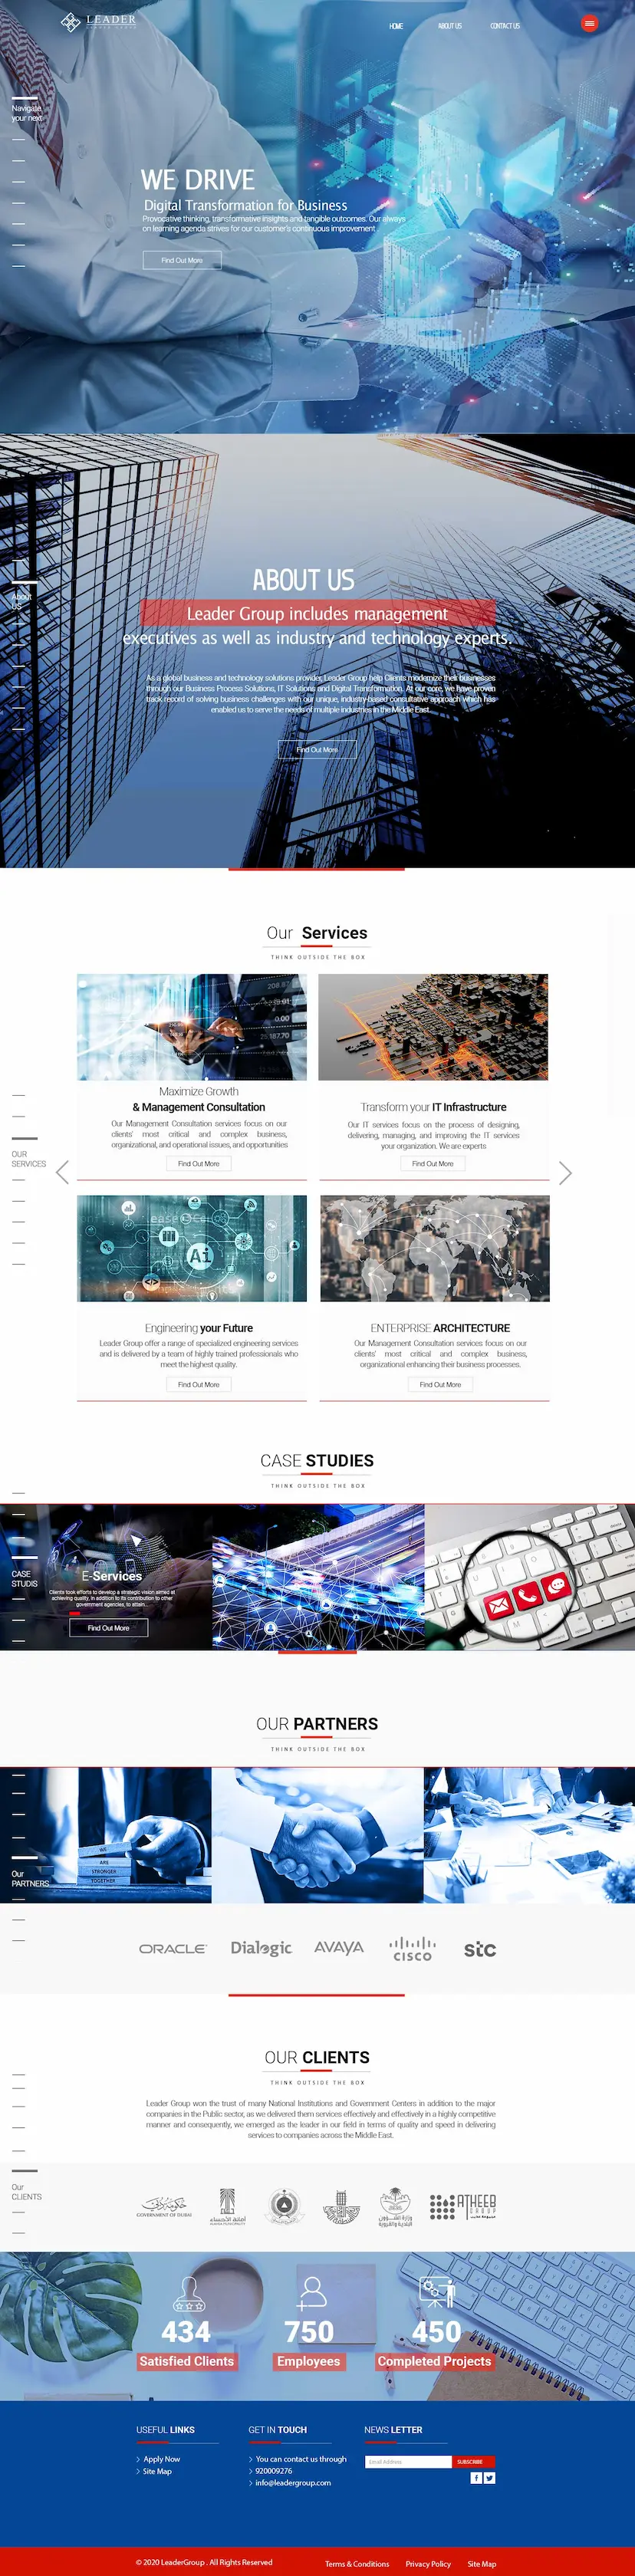 LEADER
LEADER GROUP
HOME
ABOUT US
CONTACT US
Navigate
your next
WE DRIVE
Digital Transformation for Business
Provocative thinking, transformative insights and tangible outcomes. Our always
on learning agenda strives for our customer's continuous improvement
Find Out More
ABOUT US
About
US
Leader Group includes management
executives as well as industry and technology experts.
As a global business and technology solutions provider, Lender Group help Clients modernize their businesses
through our Business Process Solutions, IT Solutions and Digital Transformation. At our core, we have proven
track record of solving business challenges with our unique, industry-based consultative approach which has
enabled us to serve the needs of multiple industries in the Middle East
Find Out More
Our Services
THINK OUTSIDE THE BOX
Maximize Growth
& Management Consultation
Our Management Consultation services focus on our
clients' most critical and complex business,
organizational, and operational issues, and opportunities
Find Out More
Transform your IT Infrastructure
Our IT services focus on the process of designing,
delivering, managing, and improving the IT services
your organization. We are experts
Find Out More
OUR
SERVICES
Ai
</>
Engineering your Future
Leader Group offer a range of specialized engineering services
and is delivered by a team of highly trained professionals who
meet the highest quality.
Find Out More
ENTERPRISE ARCHITECTURE
Our Management Consultation services focus on our
clients' most critical and complex business,
organizational enhancing their business processes.
Find Out More
CASE STUDIES
THINK OUTSIDE THE BOX
CASE
STUDIS
E-Services
Clients took efforts to develop a strategic vision aimed at
achieving quality, in addition to its contribution to other
government agencies, to attain...
Find Out More
OUR PARTNERS
THINK OUTSIDE THE BOX
WE
ARE
STRONGER
TOGETHER
Our
PARTNERS
ORACLE
Dialogic
AVAYA
CISCO
stc
OUR CLIENTS
THINK OUTSIDE THE BOX
Leader Group won the trust of many National Institutions and Government Centers in addition to the major
companies in the Public sector, as we delivered them services effectively and effectively in a highly competitive
manner and consequently, we emerged as the leader in our field in terms of quality and speed in delivering
services to companies across the Middle East.
Our
CLIENTS
حكومة دبي
GOVERNMENT OF DUBAI
أمانة الأحساء
وزارة الشؤون
البلدية والقروية
ATHEEB
GROUP
434
Satisfied Clients
750
Employees
450
Completed Projects
USEFUL LINKS
Apply Now
Site Map
GET IN TOUCH
You can contact us through
920009276
info@leadergroup.com
NEWS LETTER
Email Address
SUBSCRIBE
© 2020 LeaderGroup . All Rights Reserved
Terms & Conditions
Privacy Policy
Site Map